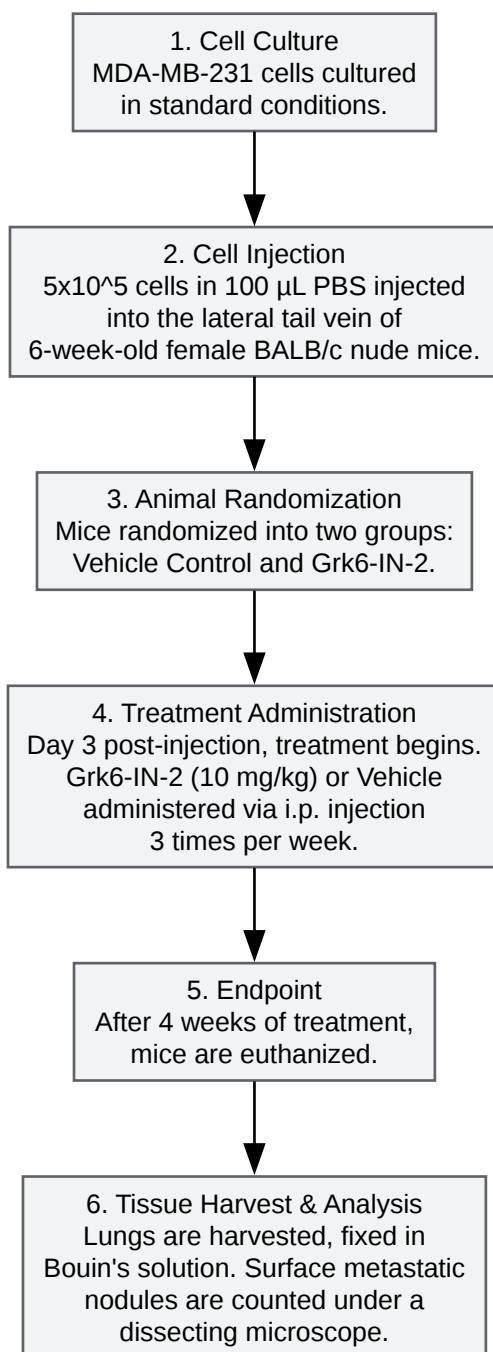 1. Cell Culture
MDA-MB-231 cells cultured
in standard conditions.
2. Cell Injection
5x10^5 cells in 100 µL PBS injected
into the lateral tail vein of
6-week-old female BALB/c nude mice.
3. Animal Randomization
Mice randomized into two groups:
Vehicle Control and Grk6-IN-2.
4. Treatment Administration
Day 3 post-injection, treatment begins.
Grk6-IN-2 (10 mg/kg) or Vehicle
administered via i.p. injection
3 times per week.
5. Endpoint
After 4 weeks of treatment,
mice are euthanized.
6. Tissue Harvest & Analysis
Lungs are harvested, fixed in
Bouin's solution. Surface metastatic
nodules are counted under a
dissecting microscope.